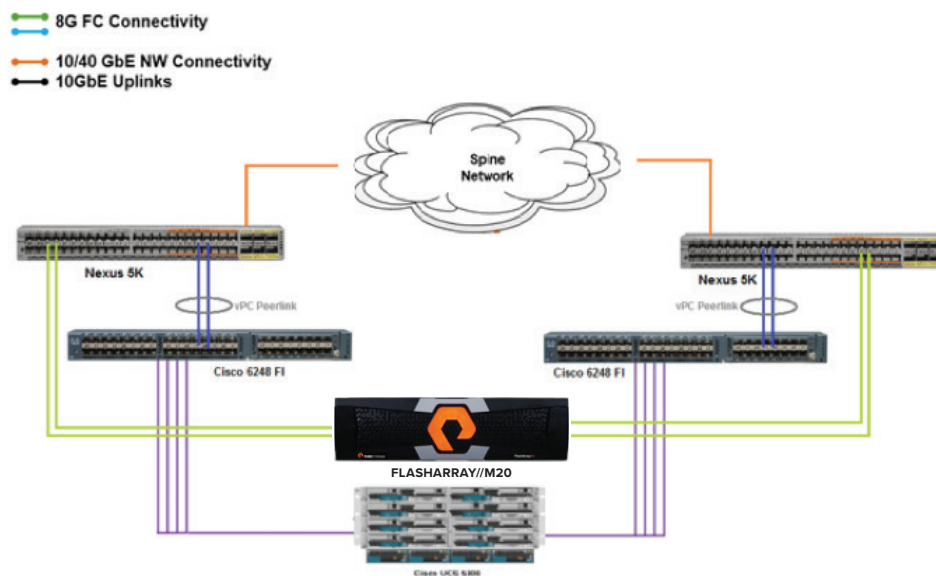 8G FC Connectivity
10/40 GbE NW Connectivity
10GbE Uplinks
Spine
Network
Nexus 5K
Nexus 5K
vPC Peerlink
vPC Peerlink
Cisco 6248 FI
Cisco 6248 FI
FLASHARRAY//M20
Cisco UCS